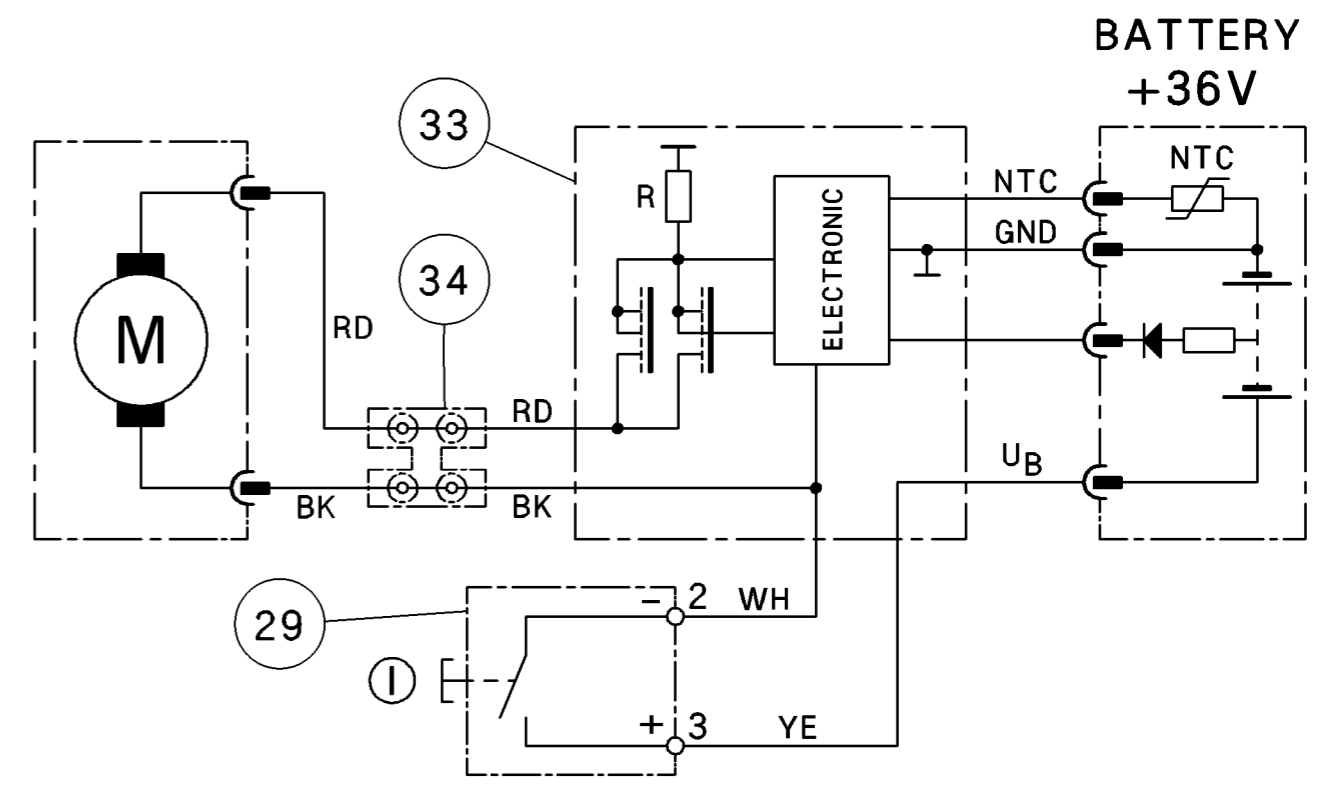 BATTERY
+36V
33
NTC
R
ELECTRONIC
NTC
GND
34
M
RD
RD
UB
BK
BK
29
− 2 WH
I
+ 3 YE